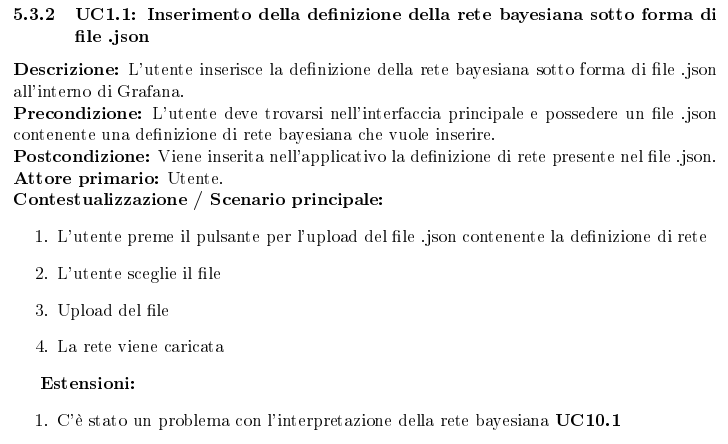 5.3.2 UC1.1: Inserimento della definizione della rete bayesiana sotto forma di
file .json
Descrizione: L'utente inserisce la definizione della rete bayesiana sotto forma di file .json
all'interno di Grafana.
Precondizione: L'utente deve trovarsi nell'interfaccia principale e possedere un file .json
contenente una definizione di rete bayesiana che vuole inserire.
Postcondizione: Viene inserita nell'applicativo la definizione di rete presente nel file .json.
Attore primario: Utente.
Contestualizzazione / Scenario principale:
1. L'utente preme il pulsante per l'upload del file .json contenente la definizione di rete
2. L'utente sceglie il file
3. Upload del file
4. La rete viene caricata
Estensioni:
1. C'è stato un problema con l'interpretazione della rete bayesiana UC10.1